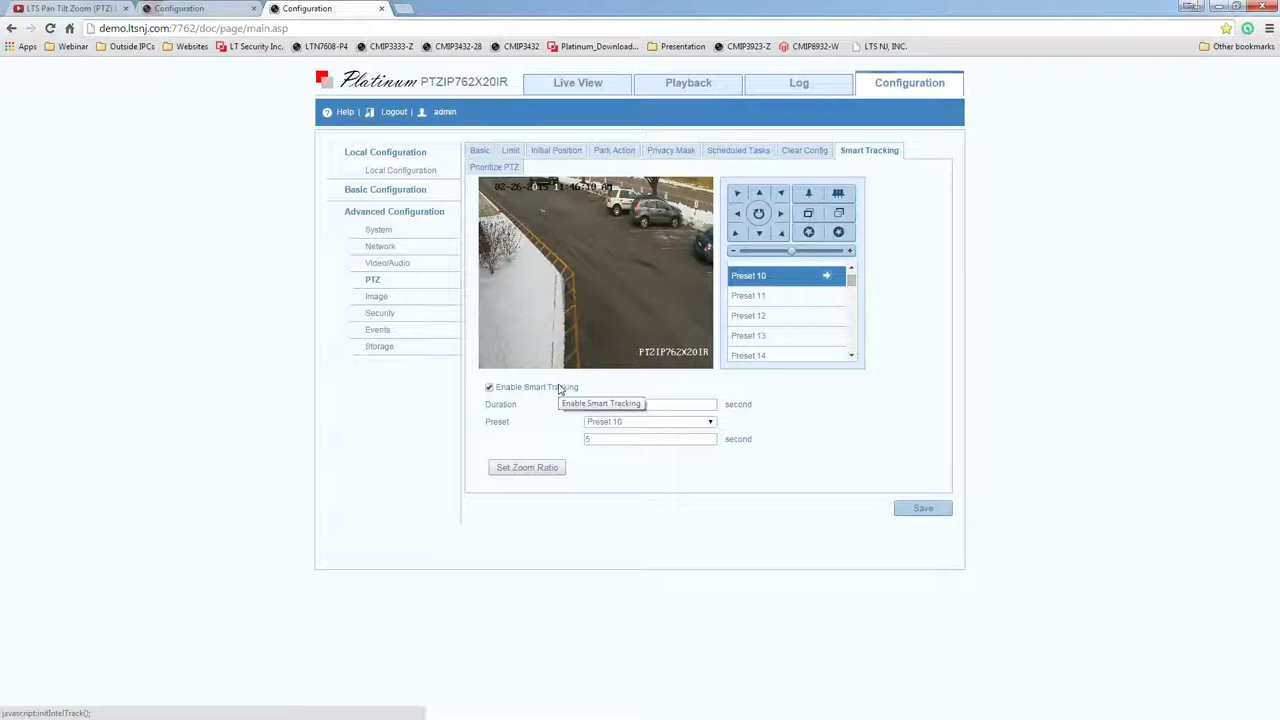 LTS Pan Tilt Zoom (PTZ)
Configuration
Configuration
demo.ltsnj.com:7762/doc/page/main.asp
Apps Webinar Outside IPCs Websites LT Security Inc. LTN7608-P4 CMIP3333-Z CMIP3432-28 CMIP3432 Platinum_Download... Presentation CMIP3923-Z CMIP8932-W LTS NJ, INC. Other bookmarks
Platinum PTZIP762X20IR
Live View Playback Log Configuration
Help Logout admin
Local Configuration
Local Configuration
Basic Configuration
Advanced Configuration
System
Network
Video/Audio
PTZ
Image
Security
Events
Storage
Basic Limit Initial Position Park Action Privacy Mask Scheduled Tasks Clear Config Smart Tracking
Prioritize PTZ
02-26-2015 11:46:10 AM
PTZIP762X20IR
Preset 10
Preset 11
Preset 12
Preset 13
Preset 14
Enable Smart Tracking
Enable Smart Tracking
Duration second
Preset Preset 10
5 second
Set Zoom Ratio
Save
javascript:initIntelTrack();